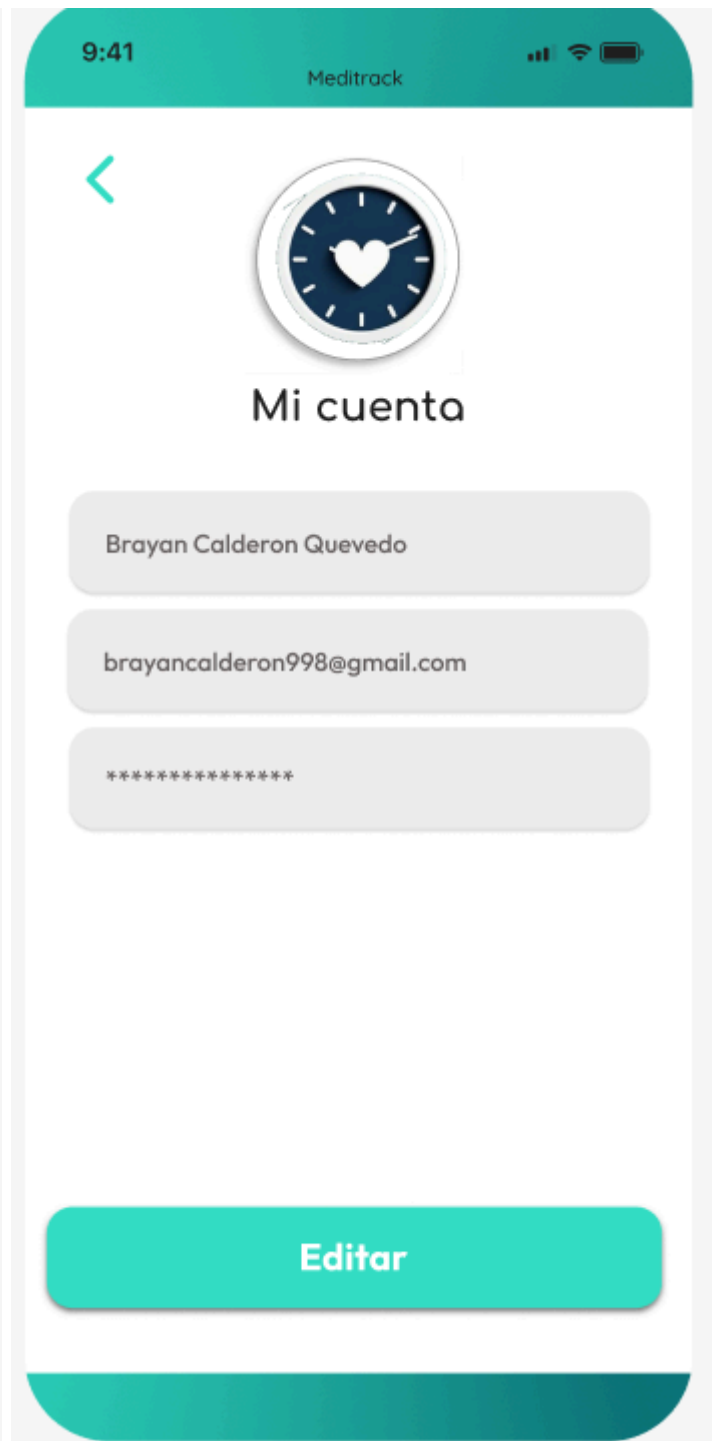 9:41
Meditrack
Mi cuenta
Brayan Calderon Quevedo
brayancalderon998@gmail.com
***************
Editar